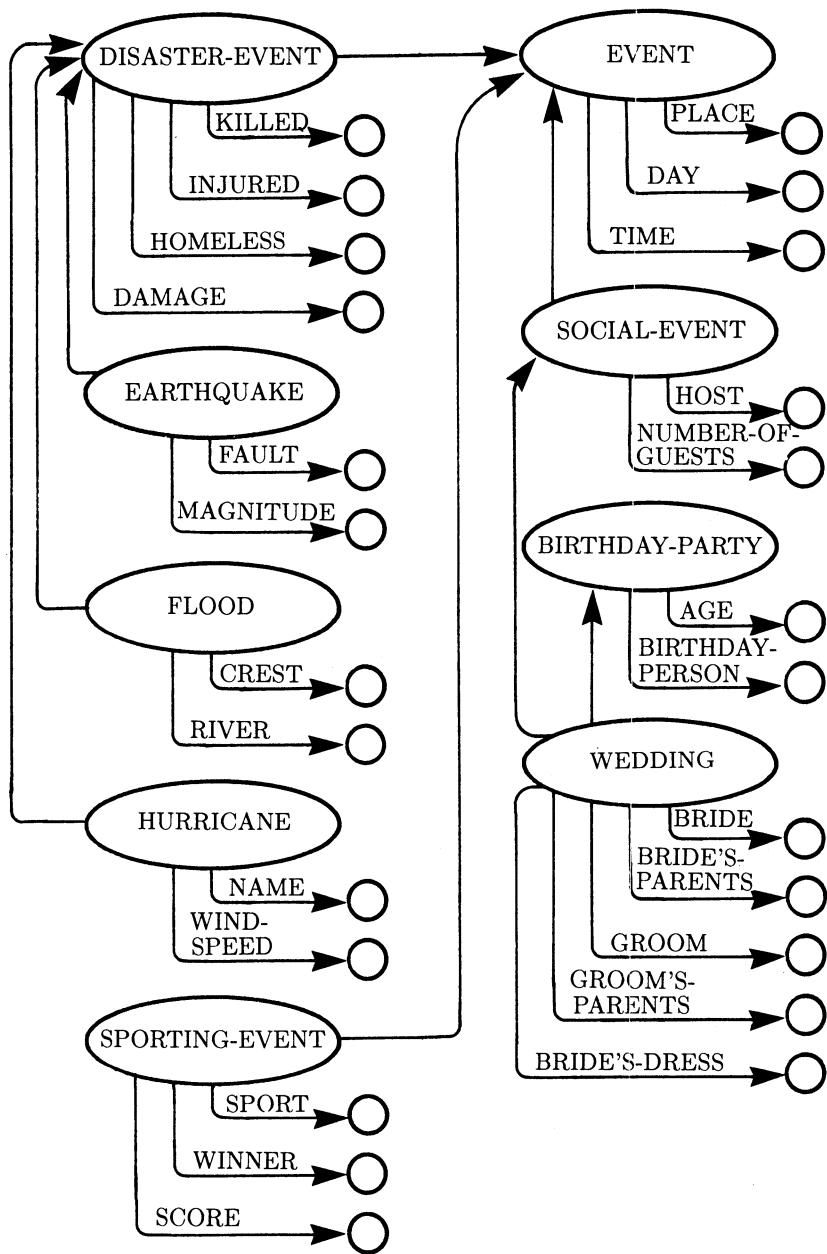 DISASTER-EVENT
KILLED
INJURED
HOMELESS
DAMAGE
EARTHQUAKE
FAULT
MAGNITUDE
FLOOD
CREST
RIVER
HURRICANE
NAME
WIND-
SPEED
SPORTING-EVENT
SPORT
WINNER
SCORE
EVENT
PLACE
DAY
TIME
SOCIAL-EVENT
HOST
NUMBER-OF-
GUESTS
BIRTHDAY-PARTY
AGE
BIRTHDAY-
PERSON
WEDDING
BRIDE
BRIDE'S-
PARENTS
GROOM
GROOM'S-
PARENTS
BRIDE'S-DRESS